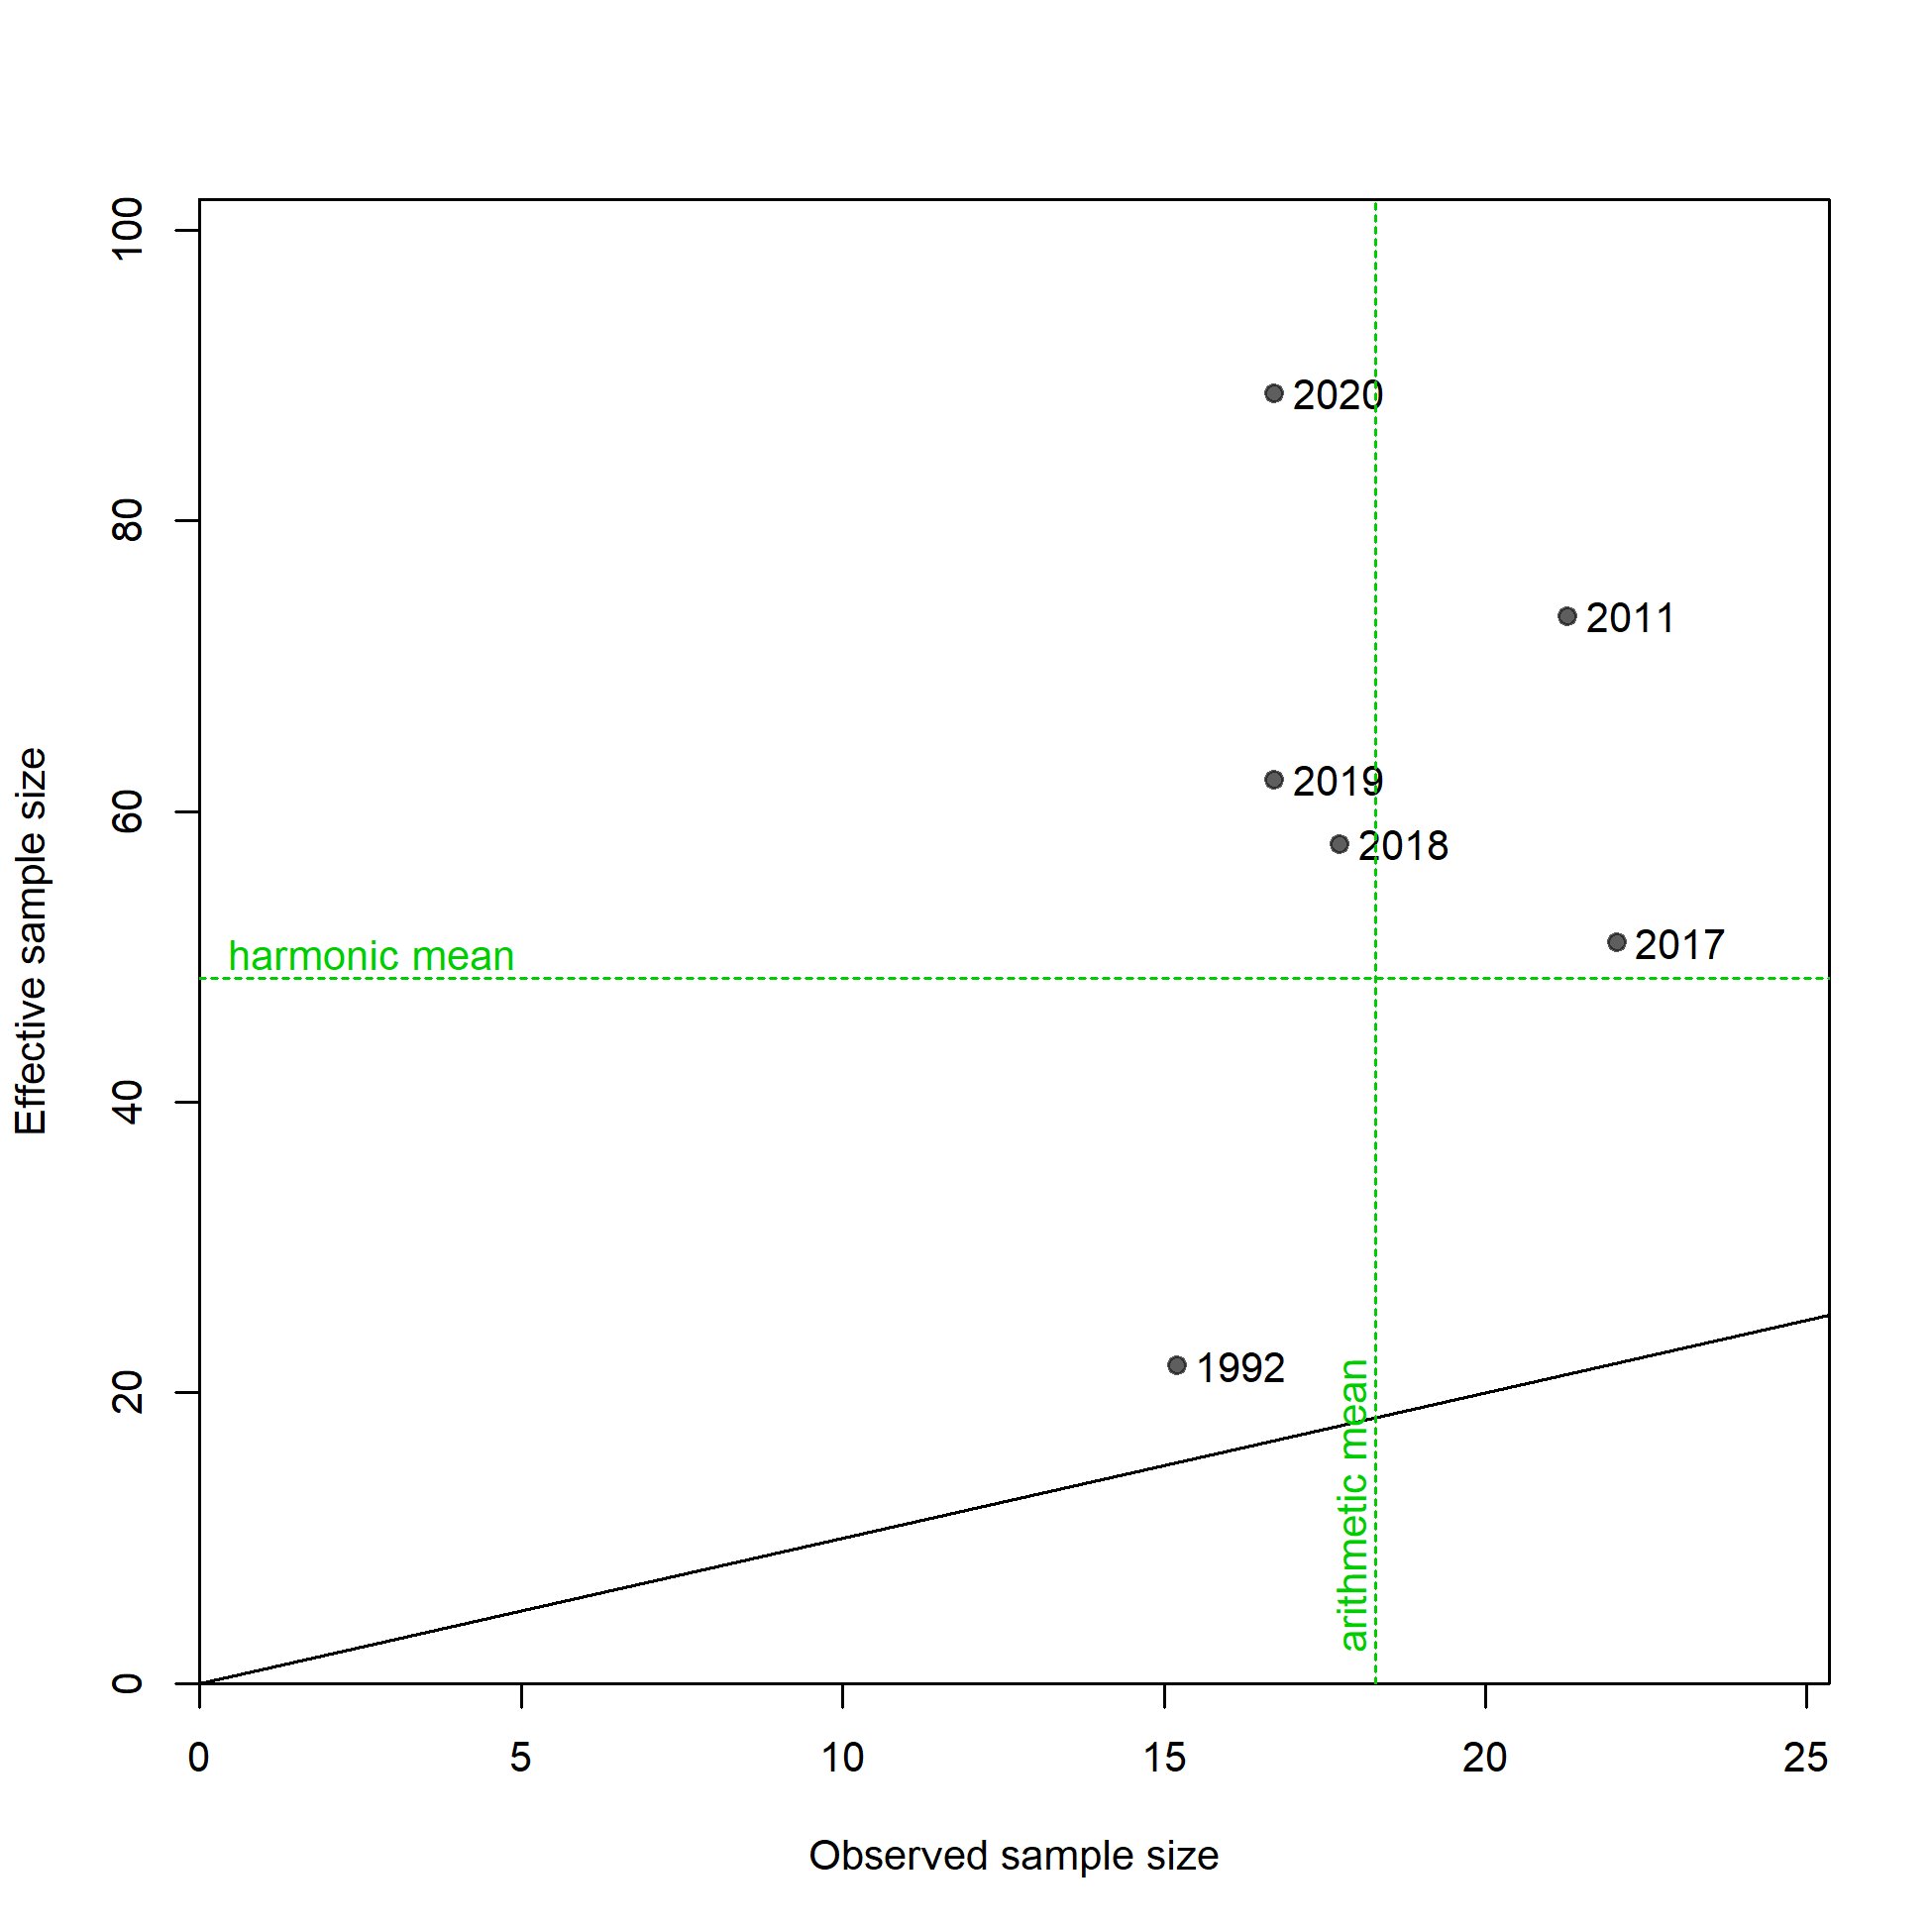 100
80
60
40
20
0
Effective sample size
2020
2011
2019
2018
2017
harmonic mean
1992
arithmetic mean
0 5 10 15 20 25
Observed sample size